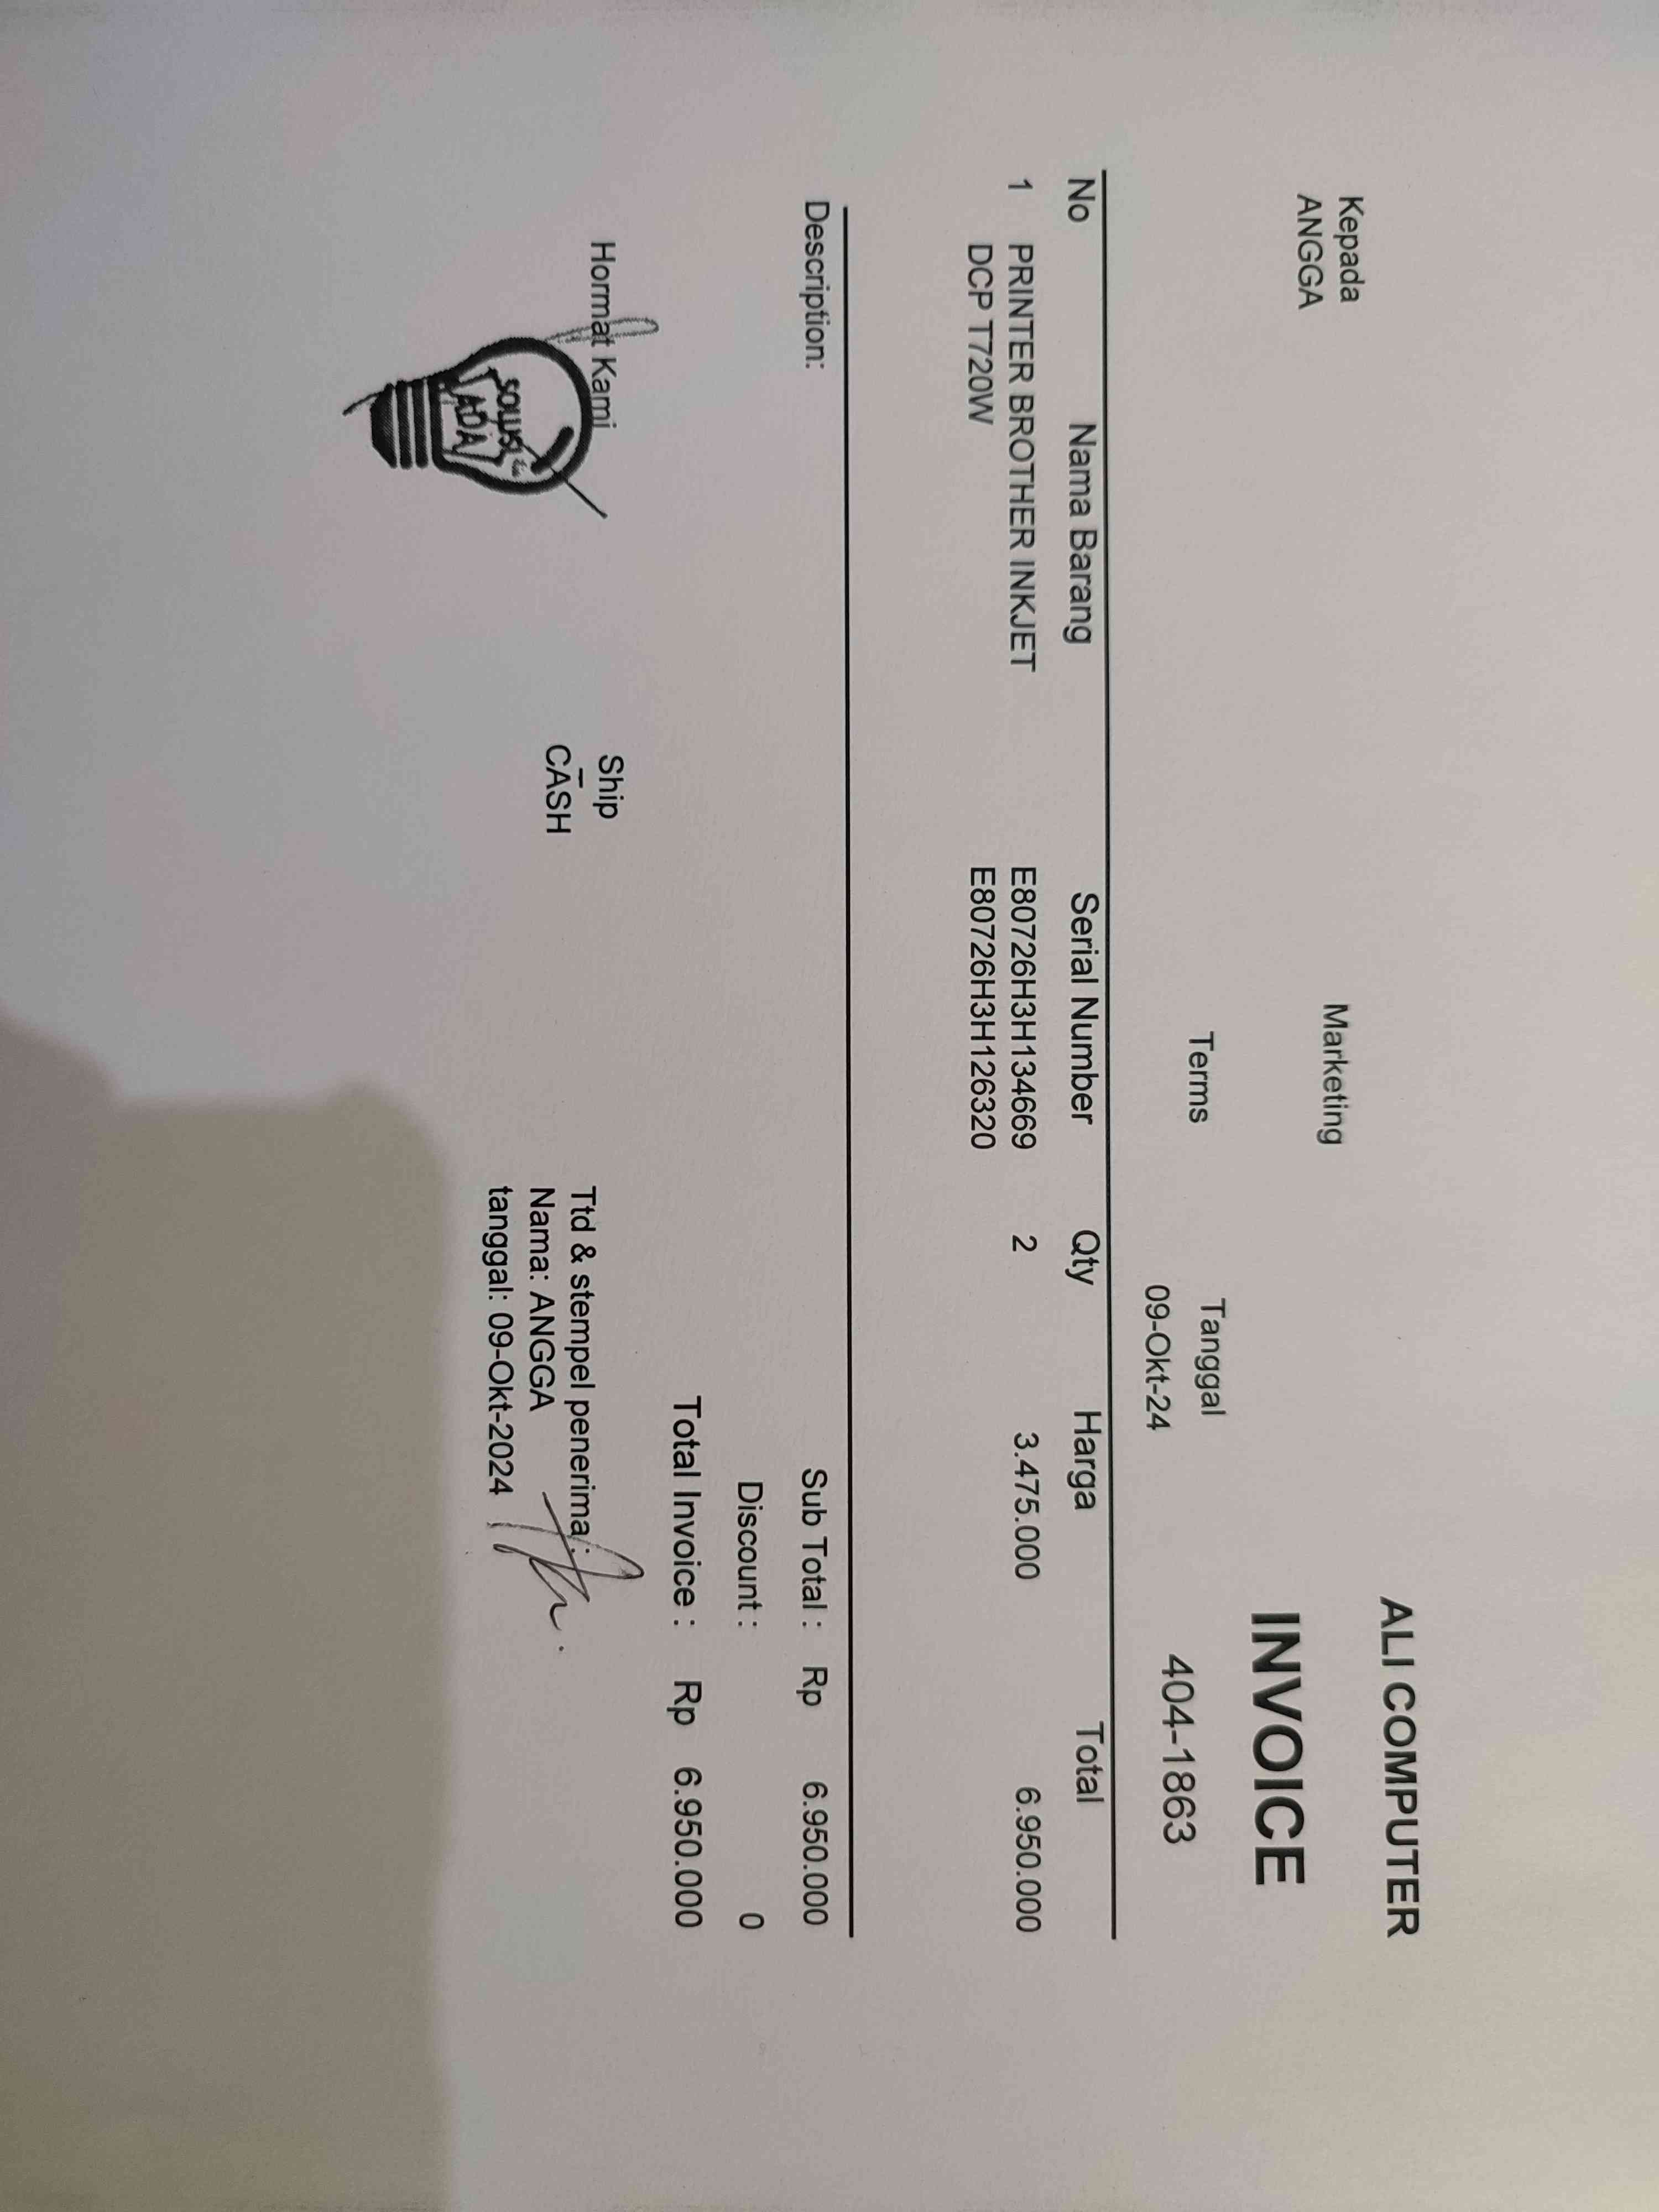 ALI COMPUTER
Kepada
ANGGA
Marketing
INVOICE
Terms
Tanggal
09-Okt-24
404-1863
No Nama Barang Serial Number Qty Harga Total
1 PRINTER BROTHER INKJET E80726H3H134669 2 3.475.000 6.950.000
DCP T720W E80726H3H126320
Description:
Sub Total : Rp 6.950.000
Discount : 0
Total Invoice : Rp 6.950.000
Hormat Kami
SOLUSI
ADA
Ship
CASH
Ttd & stempel penerima :
Nama: ANGGA
tanggal: 09-Okt-2024